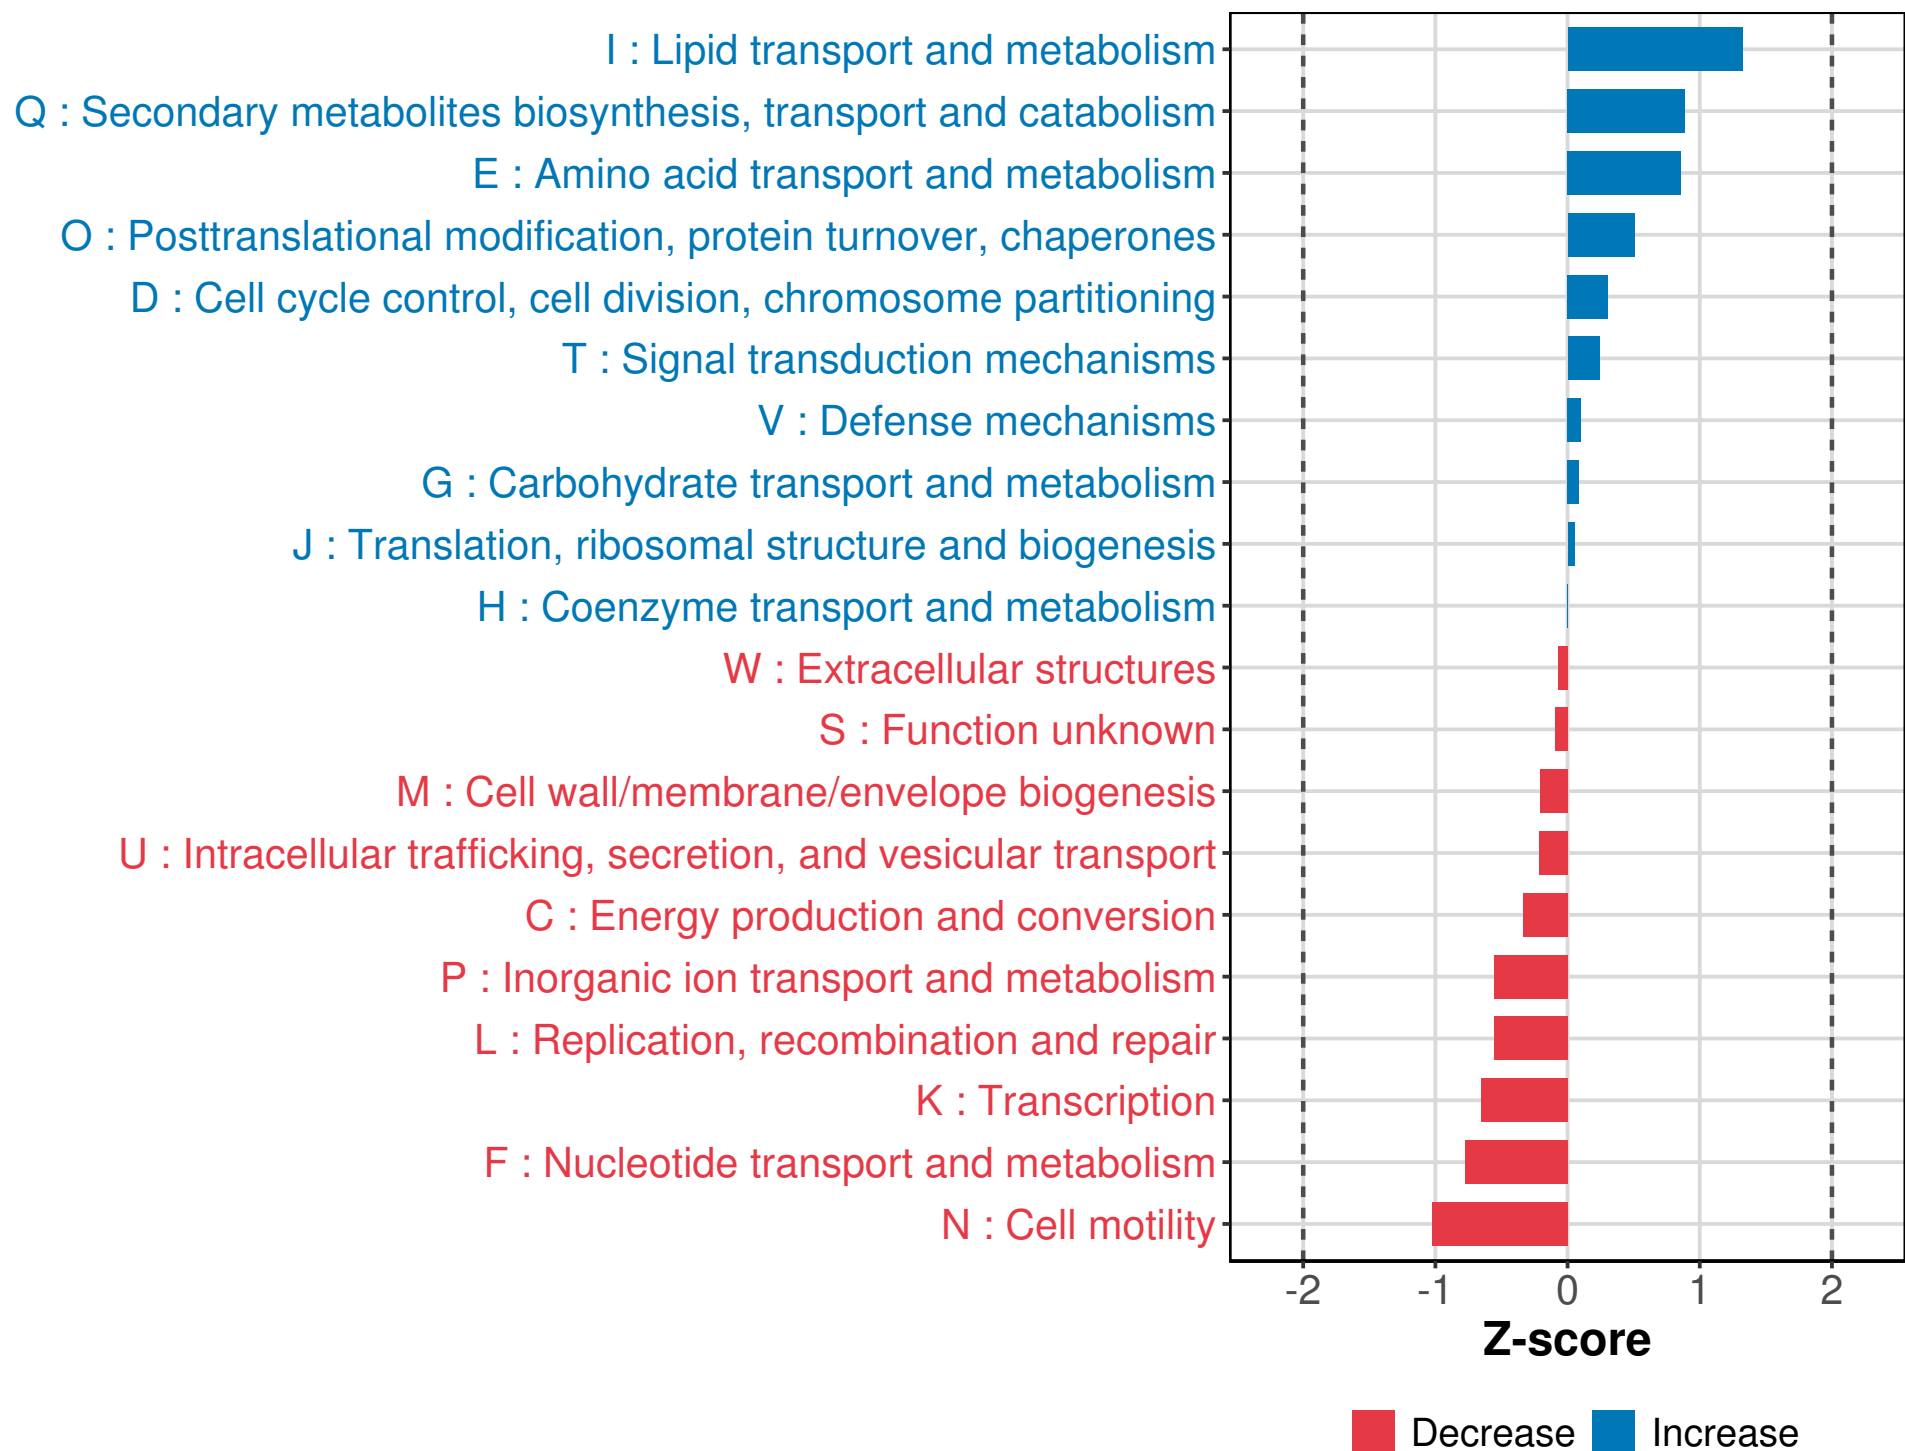 I : Lipid transport and metabolism
Q : Secondary metabolites biosynthesis, transport and catabolism
E : Amino acid transport and metabolism
O : Posttranslational modification, protein turnover, chaperones
D : Cell cycle control, cell division, chromosome partitioning
T : Signal transduction mechanisms
V : Defense mechanisms
G : Carbohydrate transport and metabolism
J : Translation, ribosomal structure and biogenesis
H : Coenzyme transport and metabolism
W : Extracellular structures
S : Function unknown
M : Cell wall/membrane/envelope biogenesis
U : Intracellular trafficking, secretion, and vesicular transport
C : Energy production and conversion
P : Inorganic ion transport and metabolism
L : Replication, recombination and repair
K : Transcription
F : Nucleotide transport and metabolism
N : Cell motility
-2 -1 0 1 2
Z-score
Decrease Increase